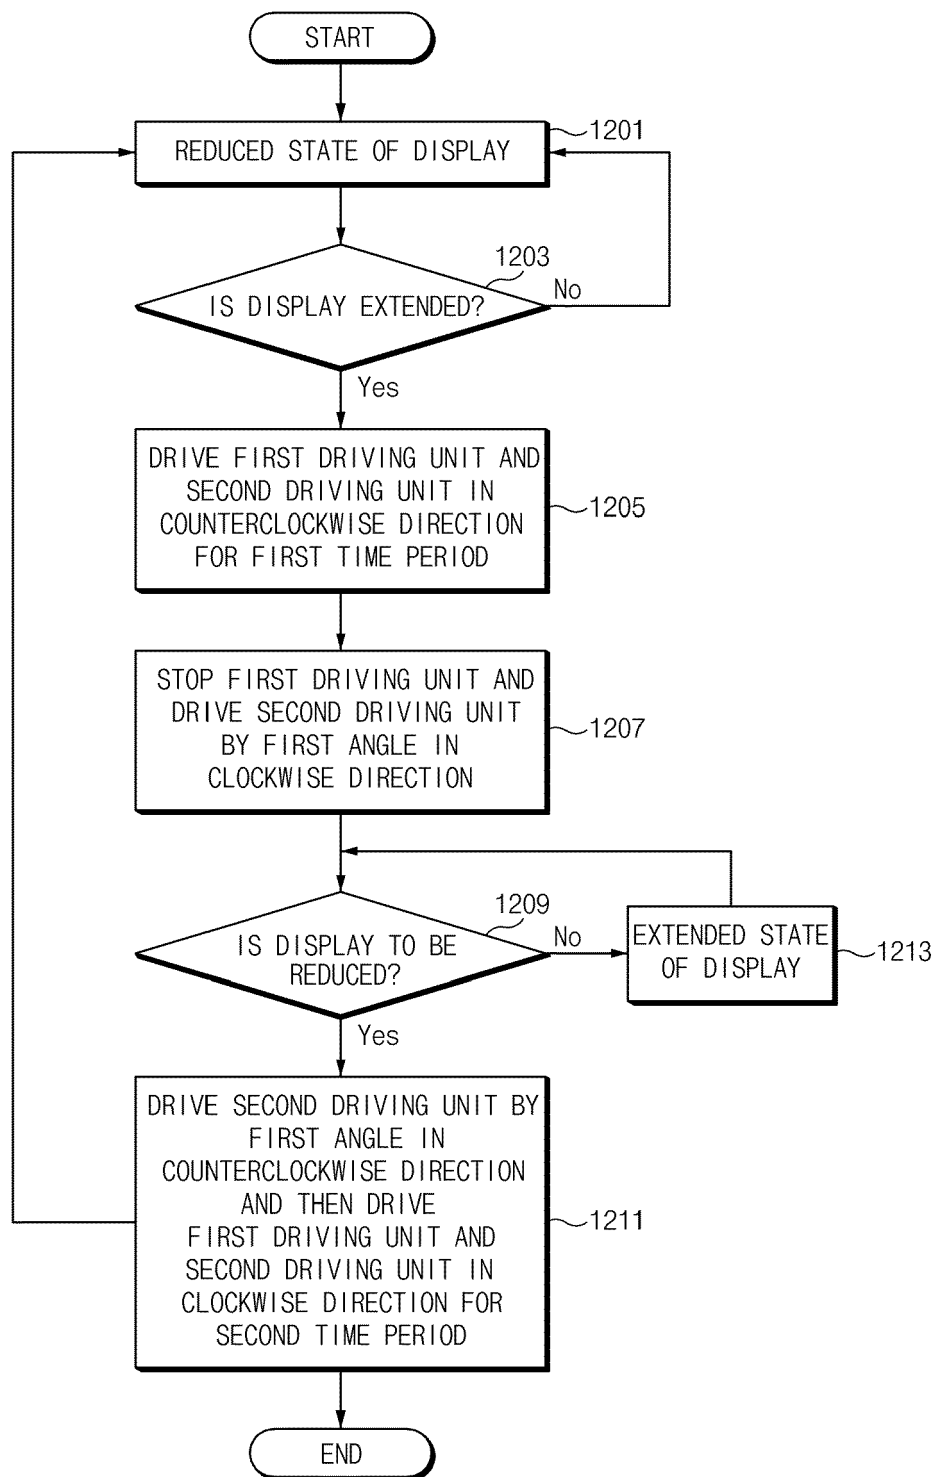 START
REDUCED STATE OF DISPLAY
1201
IS DISPLAY EXTENDED?
1203
No
Yes
DRIVE FIRST DRIVING UNIT AND
SECOND DRIVING UNIT IN
COUNTERCLOCKWISE DIRECTION
FOR FIRST TIME PERIOD
1205
STOP FIRST DRIVING UNIT AND
DRIVE SECOND DRIVING UNIT
BY FIRST ANGLE IN
CLOCKWISE DIRECTION
1207
IS DISPLAY TO BE
REDUCED?
1209
No
EXTENDED STATE
OF DISPLAY
1213
Yes
DRIVE SECOND DRIVING UNIT BY
FIRST ANGLE IN
COUNTERCLOCKWISE DIRECTION
AND THEN DRIVE
FIRST DRIVING UNIT AND
SECOND DRIVING UNIT IN
CLOCKWISE DIRECTION FOR
SECOND TIME PERIOD
1211
END